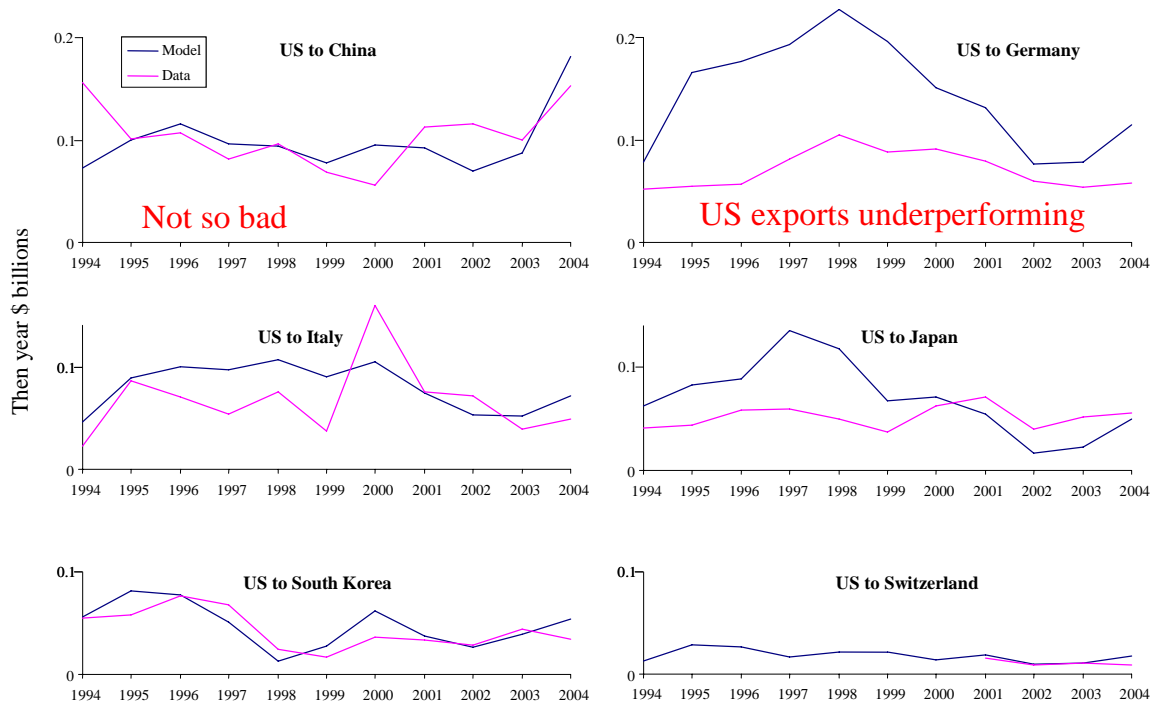 Then year $ billions
US to China
Model
Data
0.2
0.1
0
Not so bad
1994 1995 1996 1997 1998 1999 2000 2001 2002 2003 2004
US to Germany
0.2
0.1
0
US exports underperforming
1994 1995 1996 1997 1998 1999 2000 2001 2002 2003 2004
US to Italy
0.1
0
1994 1995 1996 1997 1998 1999 2000 2001 2002 2003 2004
US to Japan
0.1
0
1994 1995 1996 1997 1998 1999 2000 2001 2002 2003 2004
US to South Korea
0.1
0
1994 1995 1996 1997 1998 1999 2000 2001 2002 2003 2004
US to Switzerland
0.1
0
1994 1995 1996 1997 1998 1999 2000 2001 2002 2003 2004